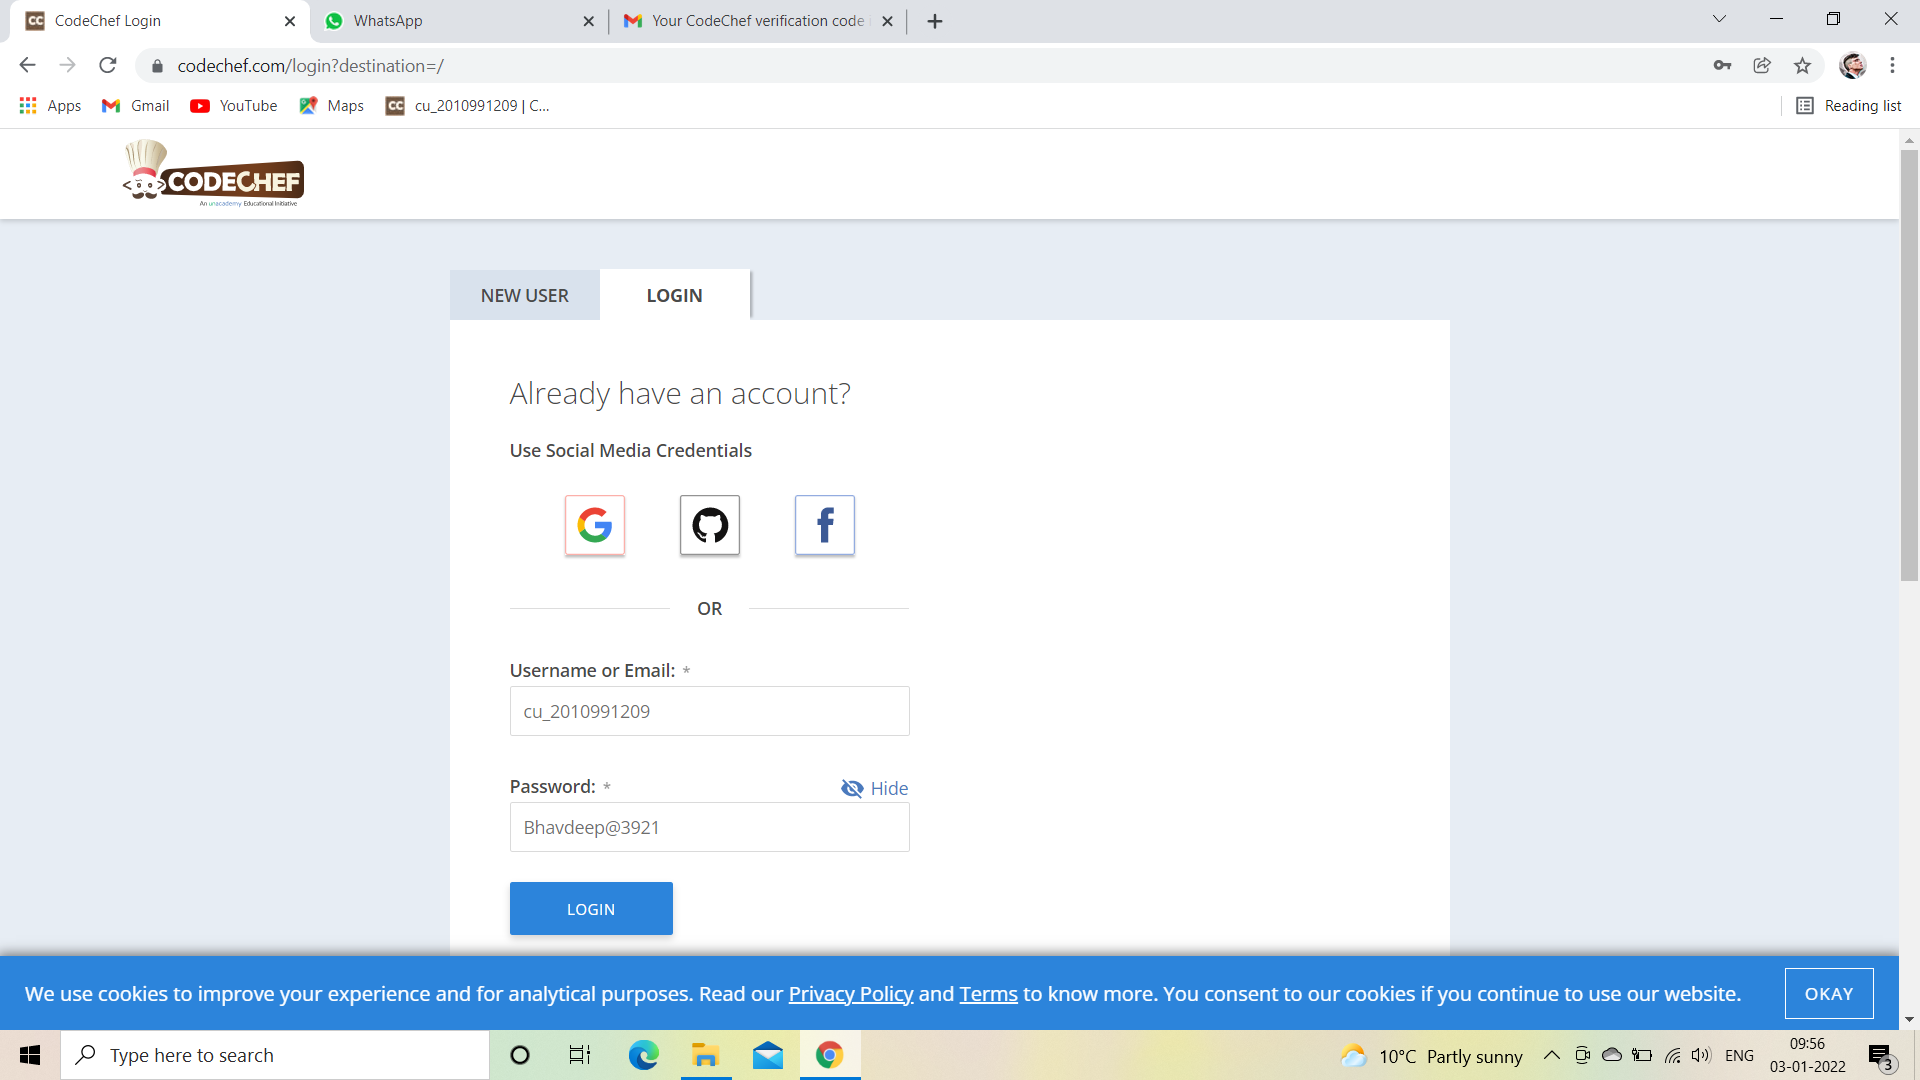 CodeChef Login
WhatsApp
Your CodeChef verification code
codechef.com/login?destination=/
Apps
Gmail
YouTube
Maps
cu_2010991209 | C...
Reading list
CODECHEF
An unacademy Educational Initiative
NEW USER
LOGIN
Already have an account?
Use Social Media Credentials
OR
Username or Email: *
cu_2010991209
Password: *
Hide
Bhavdeep@3921
LOGIN
We use cookies to improve your experience and for analytical purposes. Read our Privacy Policy and Terms to know more. You consent to our cookies if you continue to use our website.
OKAY
Type here to search
10°C Partly sunny
ENG
09:56
03-01-2022
3